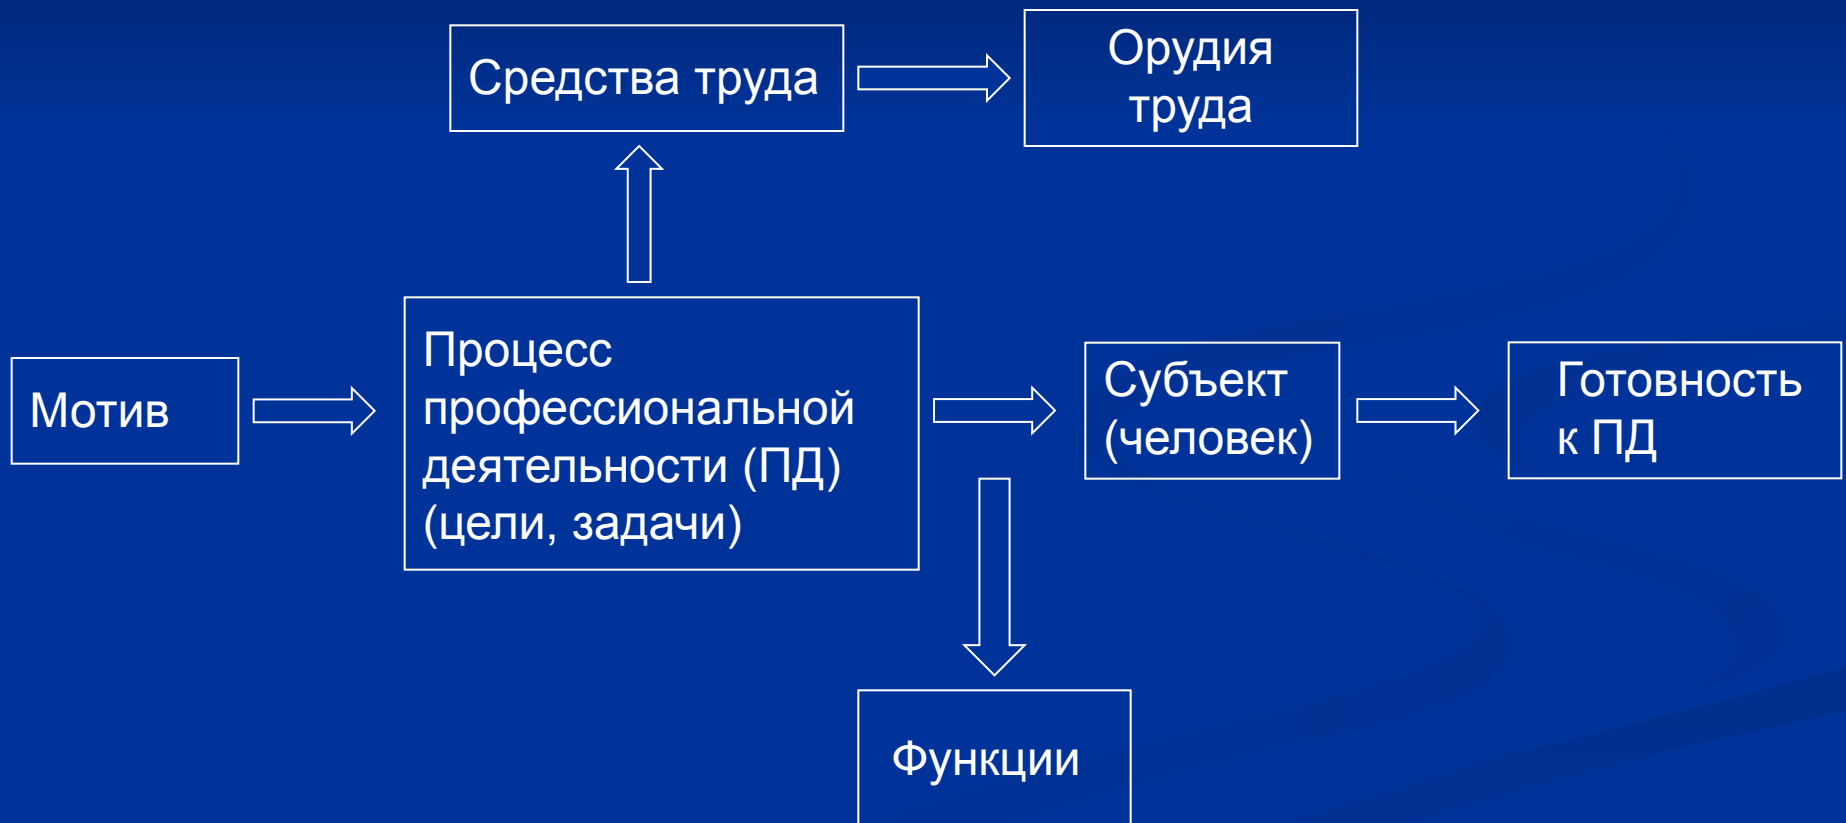 Средства труда
Орудия
труда
Мотив
Процесс
профессиональной
деятельности (ПД)
(цели, задачи)
Субъект
(человек)
Готовность
к ПД
Функции